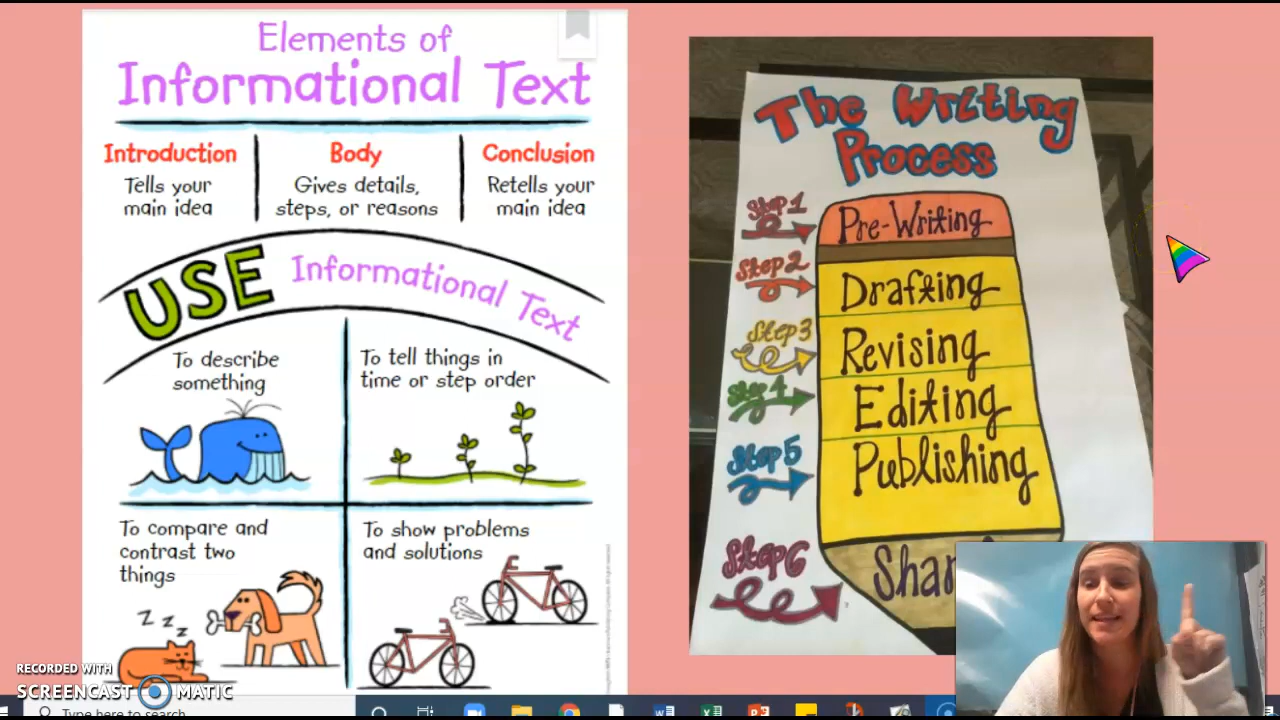 Elements of
Informational Text
Introduction
Tells your
main idea
Body
Gives details,
steps, or reasons
Conclusion
Retells your
main idea
USE Informational Text
To describe
something
To tell things in
time or step order
To compare and
contrast two
things
To show problems
and solutions
Z Z Z
The Writing
Process
Step 1
Pre-Writing
Step 2
Drafting
Step 3
Revising
Step 4
Editing
Step 5
Publishing
Step 6
Shar
RECORDED WITH
SCREENCAST MATIC
Type here to search